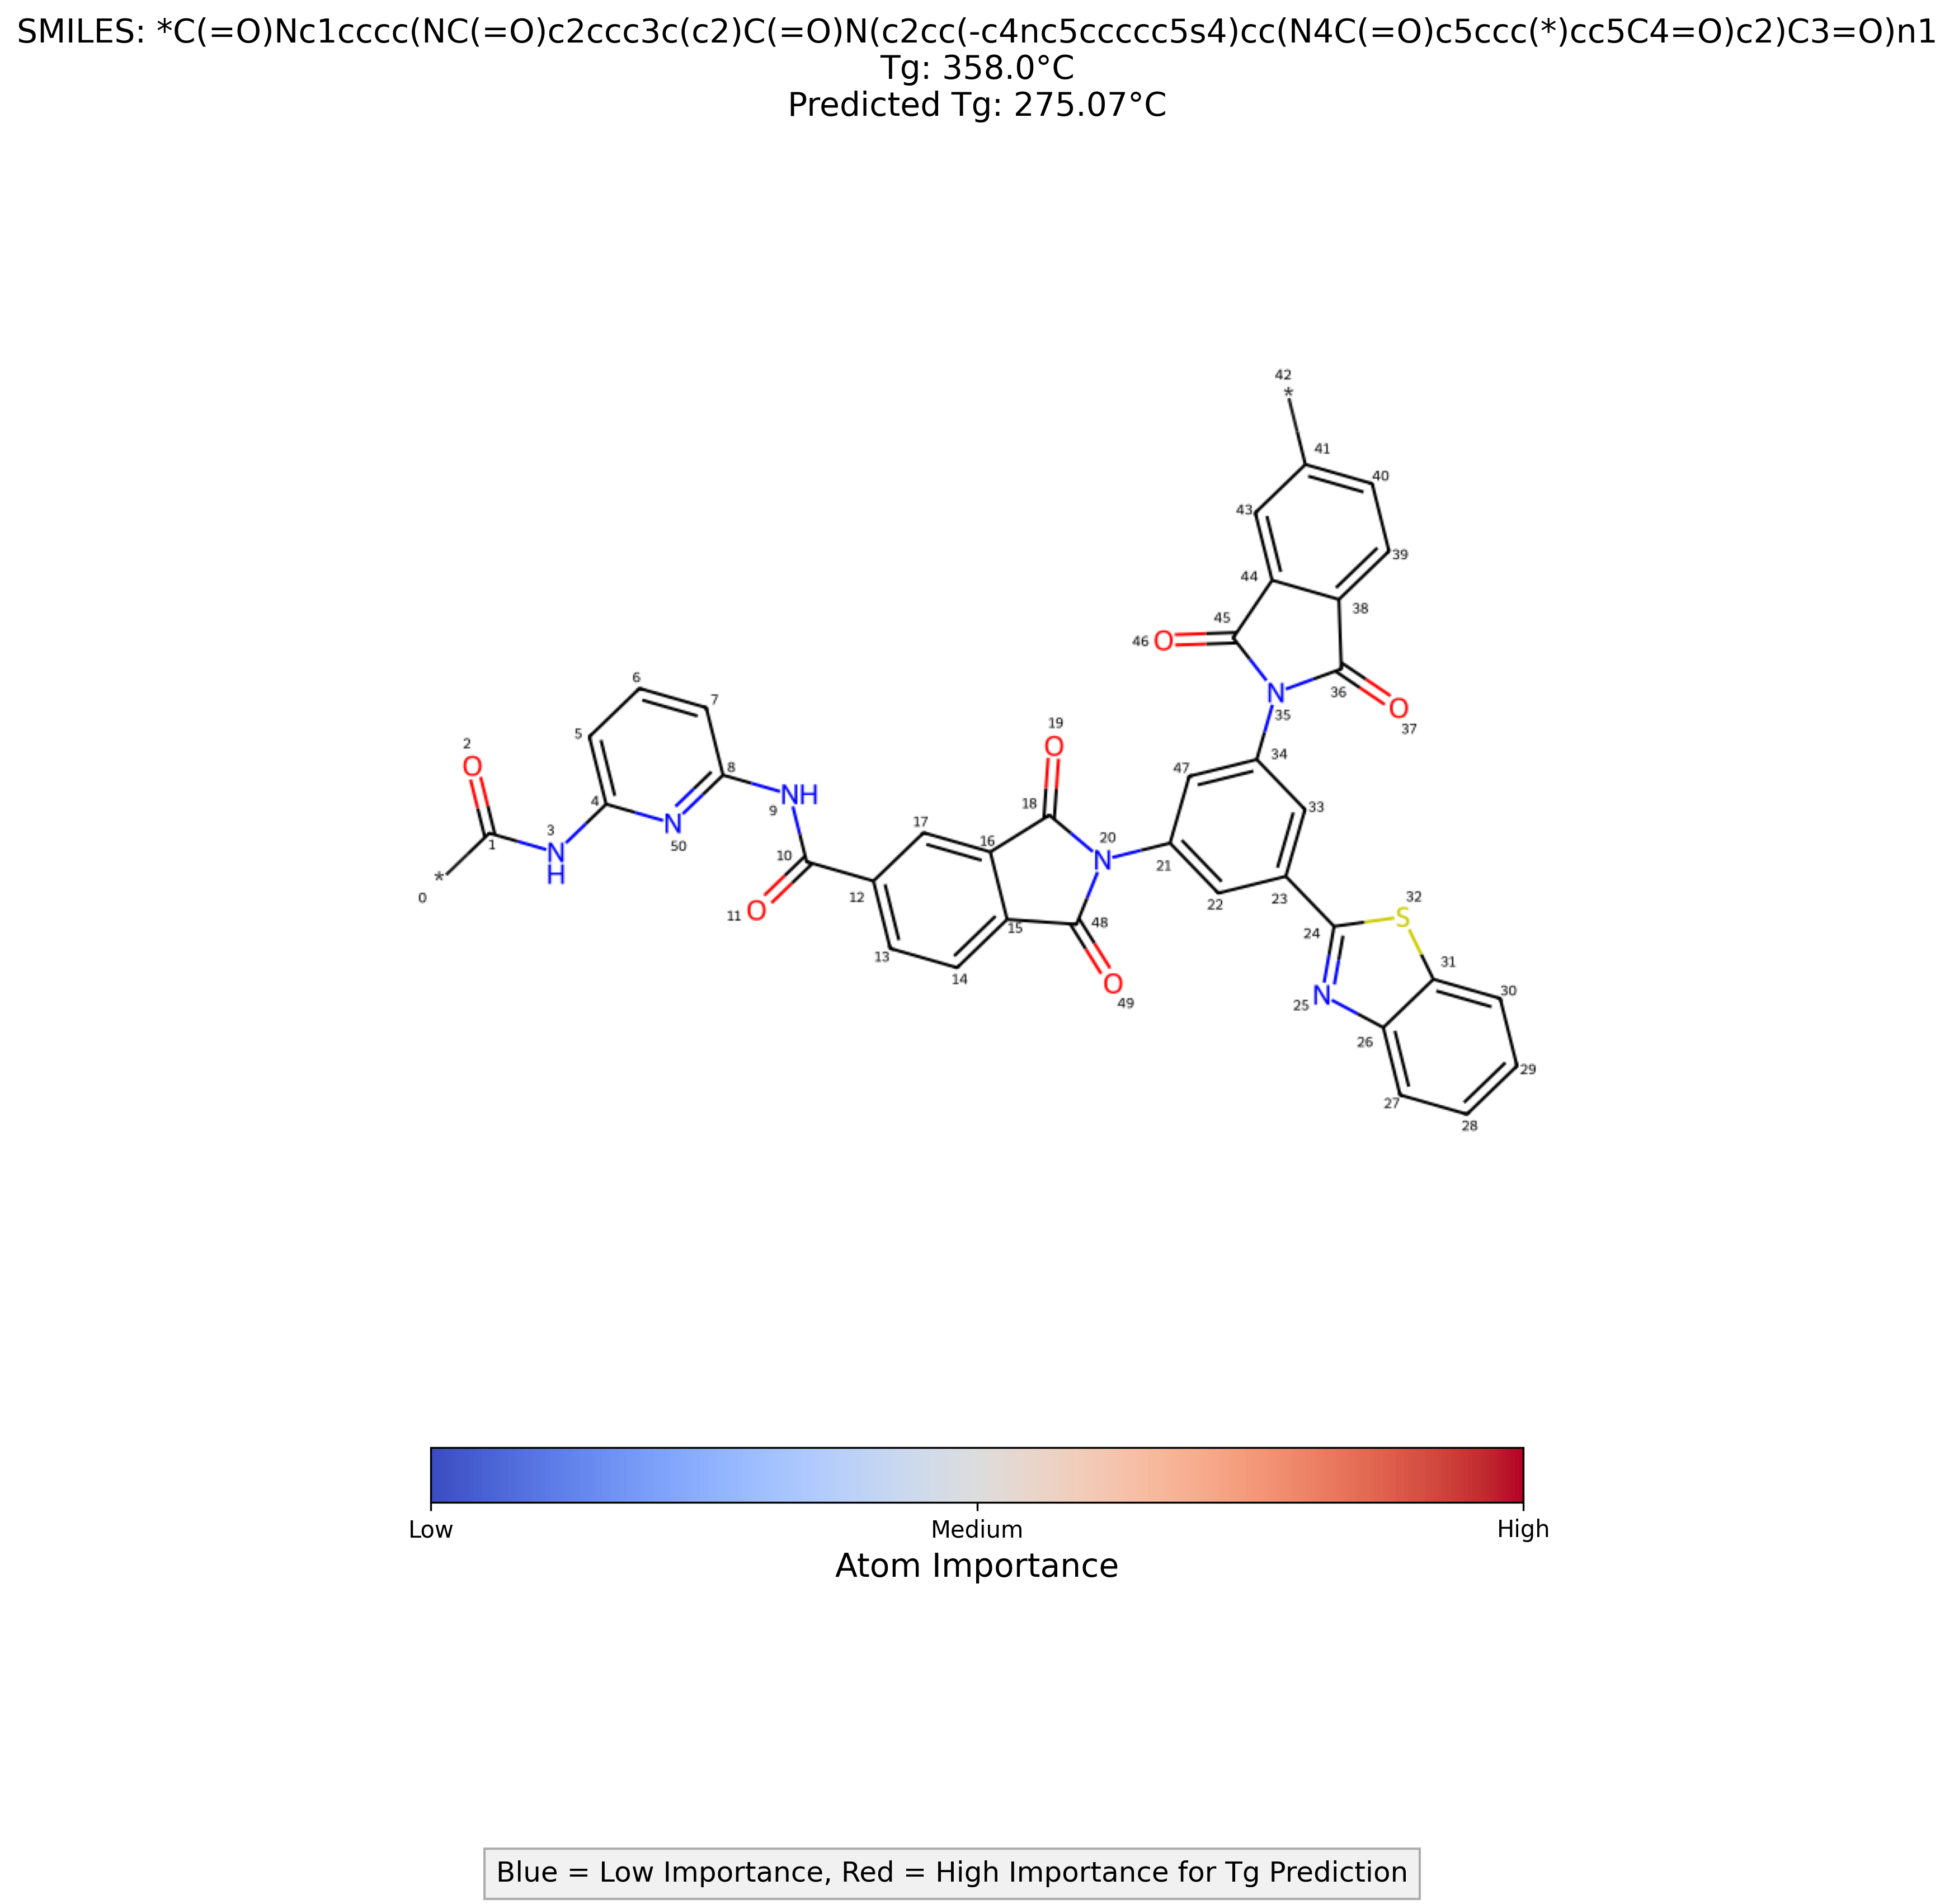 SMILES: *C(=O)Nc1cccc(NC(=O)c2ccc3c(c2)C(=O)N(c2cc(-c4nc5ccccc5s4)cc(N4C(=O)c5ccc(*)cc5C4=O)c2)C3=O)n1
Tg: 358.0°C
Predicted Tg: 275.07°C
42
*
41
40
43
39
44
38
45
46 O
N
36
35
O
37
6
7
5
2
O
19
O
34
47
8
4
NH
9
33
3
N
50
18
17
16
20
N
21
N
H
1
10
*
0
12
11 O
22
23
32
S
24
15
48
13
14
O
49
N
25
31
30
26
29
27
28
Low
Medium
High
Atom Importance
Blue = Low Importance, Red = High Importance for Tg Prediction